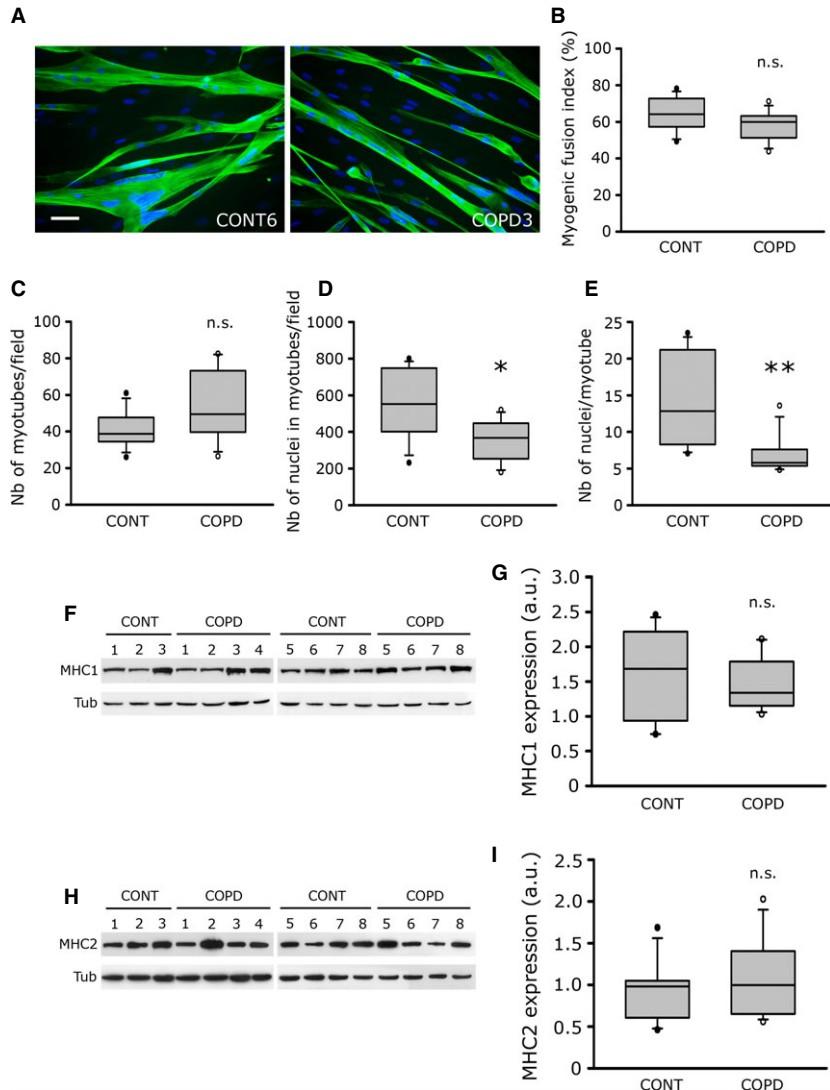 A
CONT6
COPD3
B
Myogenic fusion index (%)
100
80
60
40
20
0
n.s.
CONT COPD
C
Nb of myotubes/field
100
80
60
40
20
0
n.s.
CONT COPD
D
Nb of nuclei in myotubes/field
1000
800
600
400
200
0
*
CONT COPD
E
Nb of nuclei/myotube
25
20
15
10
5
0
**
CONT COPD
F
CONT COPD CONT COPD
1 2 3 1 2 3 4 5 6 7 8 5 6 7 8
MHC1
Tub
G
MHC1 expression (a.u.)
3.0
2.5
2.0
1.5
1.0
0.5
0
n.s.
CONT COPD
H
CONT COPD CONT COPD
1 2 3 1 2 3 4 5 6 7 8 5 6 7 8
MHC2
Tub
I
MHC2 expression (a.u.)
2.5
2.0
1.5
1.0
0.5
0
n.s.
CONT COPD